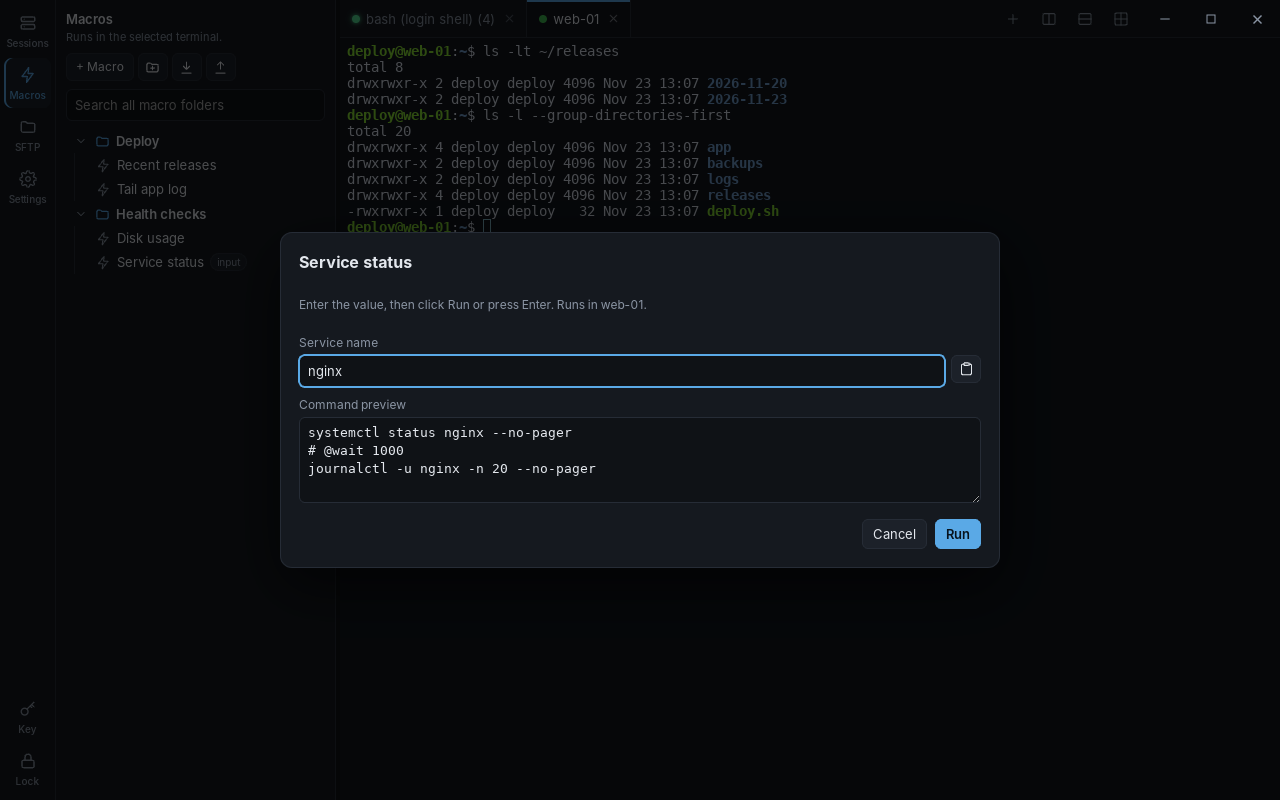 Sessions
Macros
SFTP
Settings
Key
Lock
Macros
Runs in the selected terminal.
+ Macro
Search all macro folders
Deploy
Recent releases
Tail app log
Health checks
Disk usage
Service status input
bash (login shell) (4)
web-01
deploy@web-01:~$ ls -lt ~/releases
total 8
drwxrwxr-x 2 deploy deploy 4096 Nov 23 13:07 2026-11-20
drwxrwxr-x 2 deploy deploy 4096 Nov 23 13:07 2026-11-23
deploy@web-01:~$ ls -l --group-directories-first
total 20
drwxrwxr-x 4 deploy deploy 4096 Nov 23 13:07 app
drwxrwxr-x 2 deploy deploy 4096 Nov 23 13:07 backups
drwxrwxr-x 2 deploy deploy 4096 Nov 23 13:07 logs
drwxrwxr-x 4 deploy deploy 4096 Nov 23 13:07 releases
-rwxrwxr-x 1 deploy deploy   32 Nov 23 13:07 deploy.sh
deploy@web-01:~$
Service status
Enter the value, then click Run or press Enter. Runs in web-01.
Service name
nginx
Command preview
systemctl status nginx --no-pager
# @wait 1000
journalctl -u nginx -n 20 --no-pager
Cancel
Run